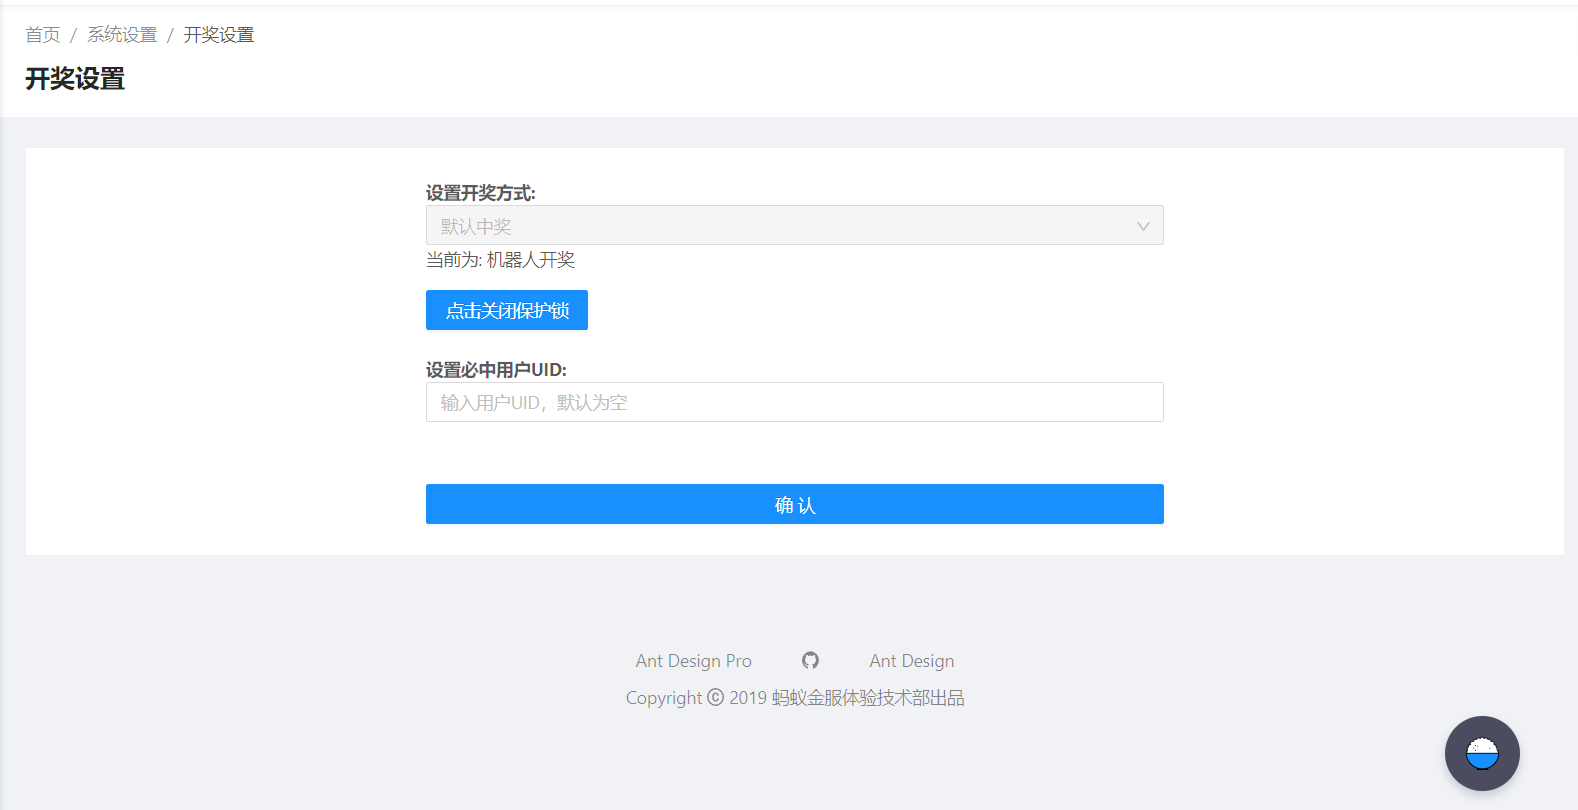 首页 / 系统设置 / 开奖设置
开奖设置
设置开奖方式:
默认中奖
当前为: 机器人开奖
点击关闭保护锁
设置必中用户UID:
输入用户UID，默认为空
确 认
Ant Design Pro Ant Design
Copyright © 2019 蚂蚁金服体验技术部出品